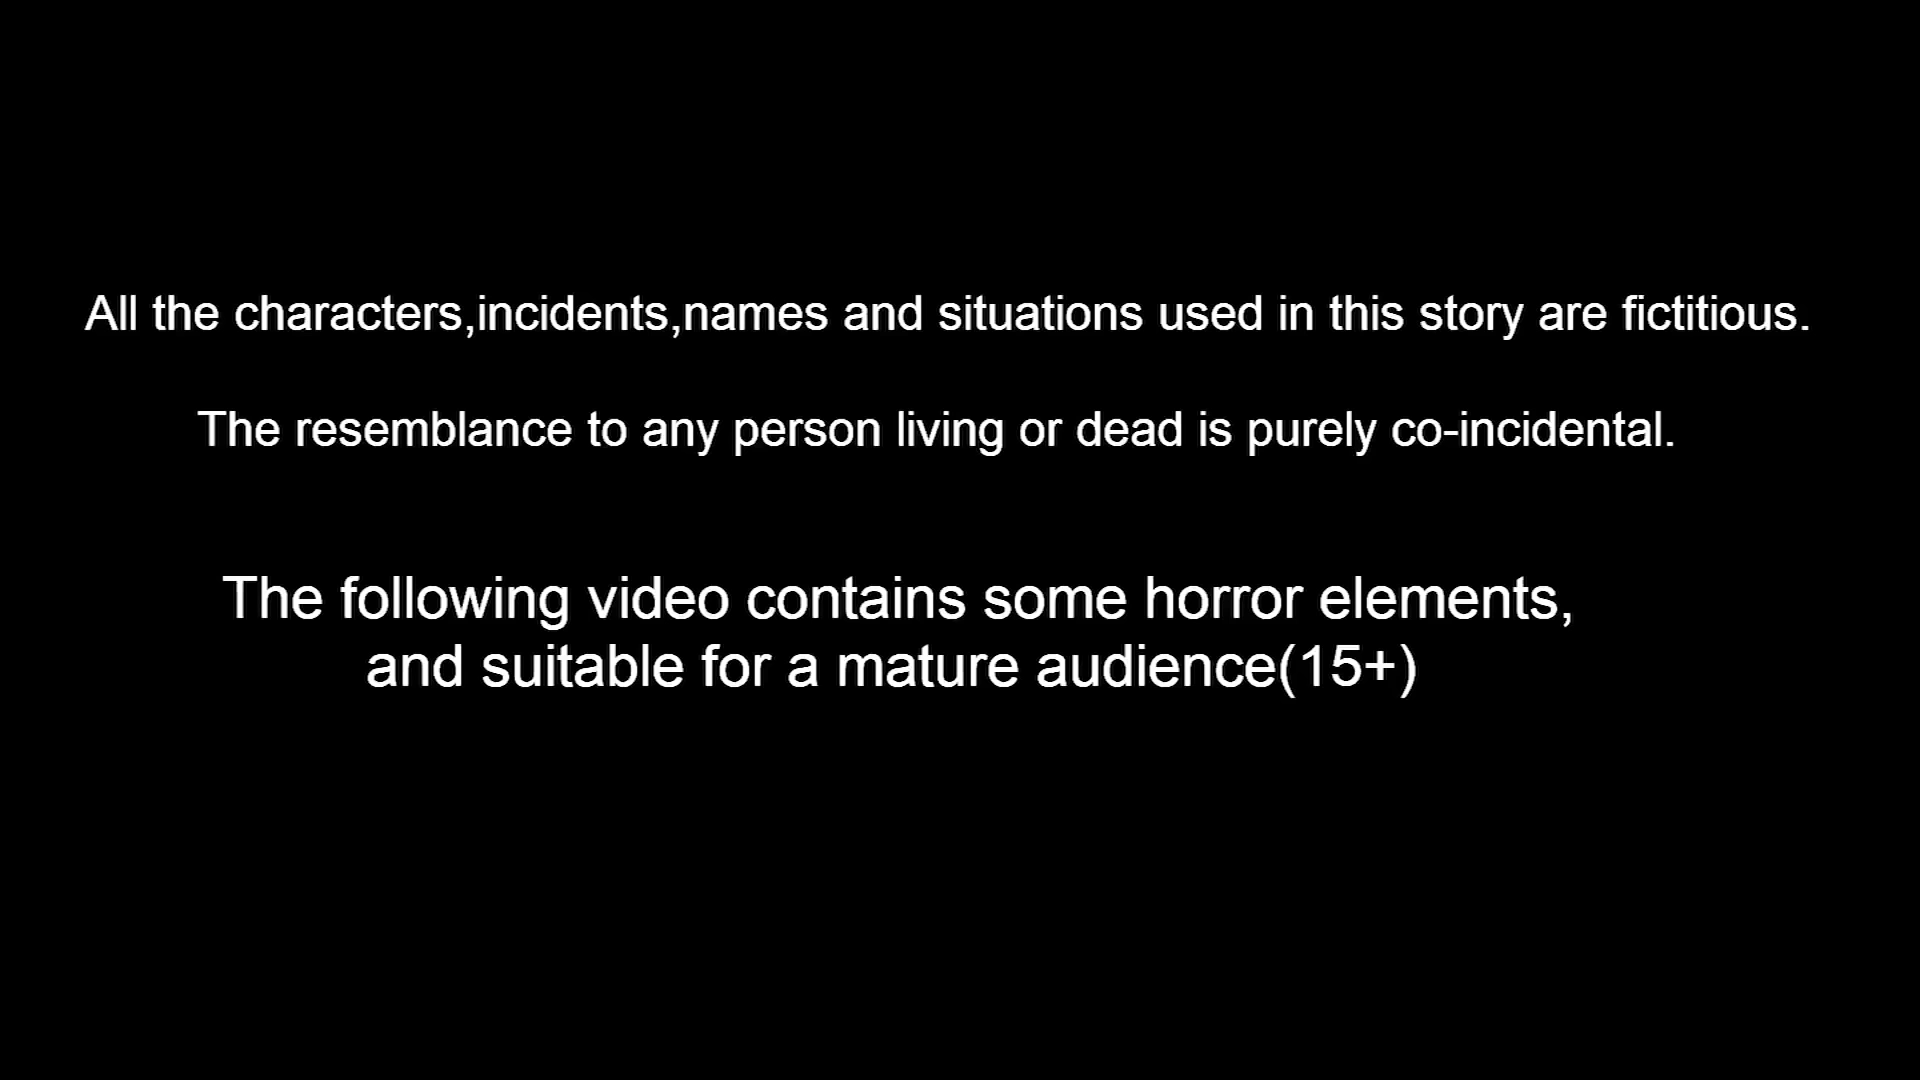 All the characters,incidents,names and situations used in this story are fictitious.
The resemblance to any person living or dead is purely co-incidental.
The following video contains some horror elements,
and suitable for a mature audience(15+)